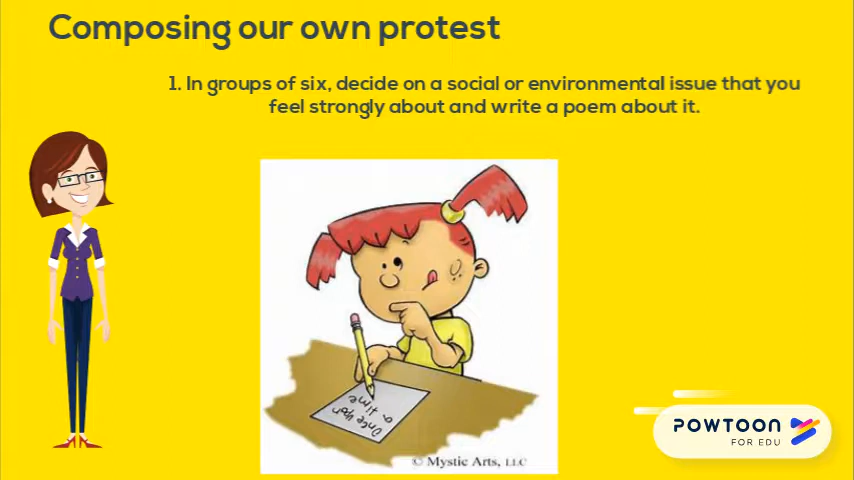 Composing our own protest
1. In groups of six, decide on a social or environmental issue that you
feel strongly about and write a poem about it.
Once upon
a time
© Mystic Arts, LLC
POWTOON
FOR EDU